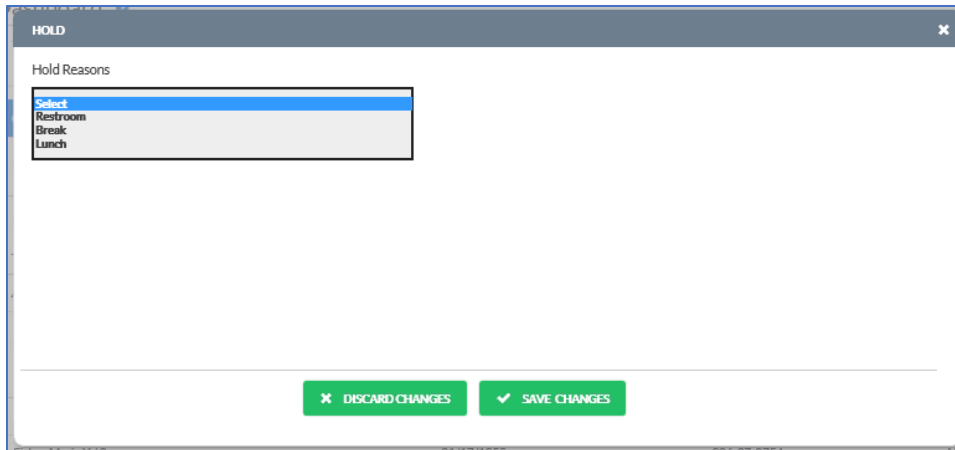 HOLD
Hold Reasons
Select
Restroom
Break
Lunch
DISCARD CHANGES
SAVE CHANGES